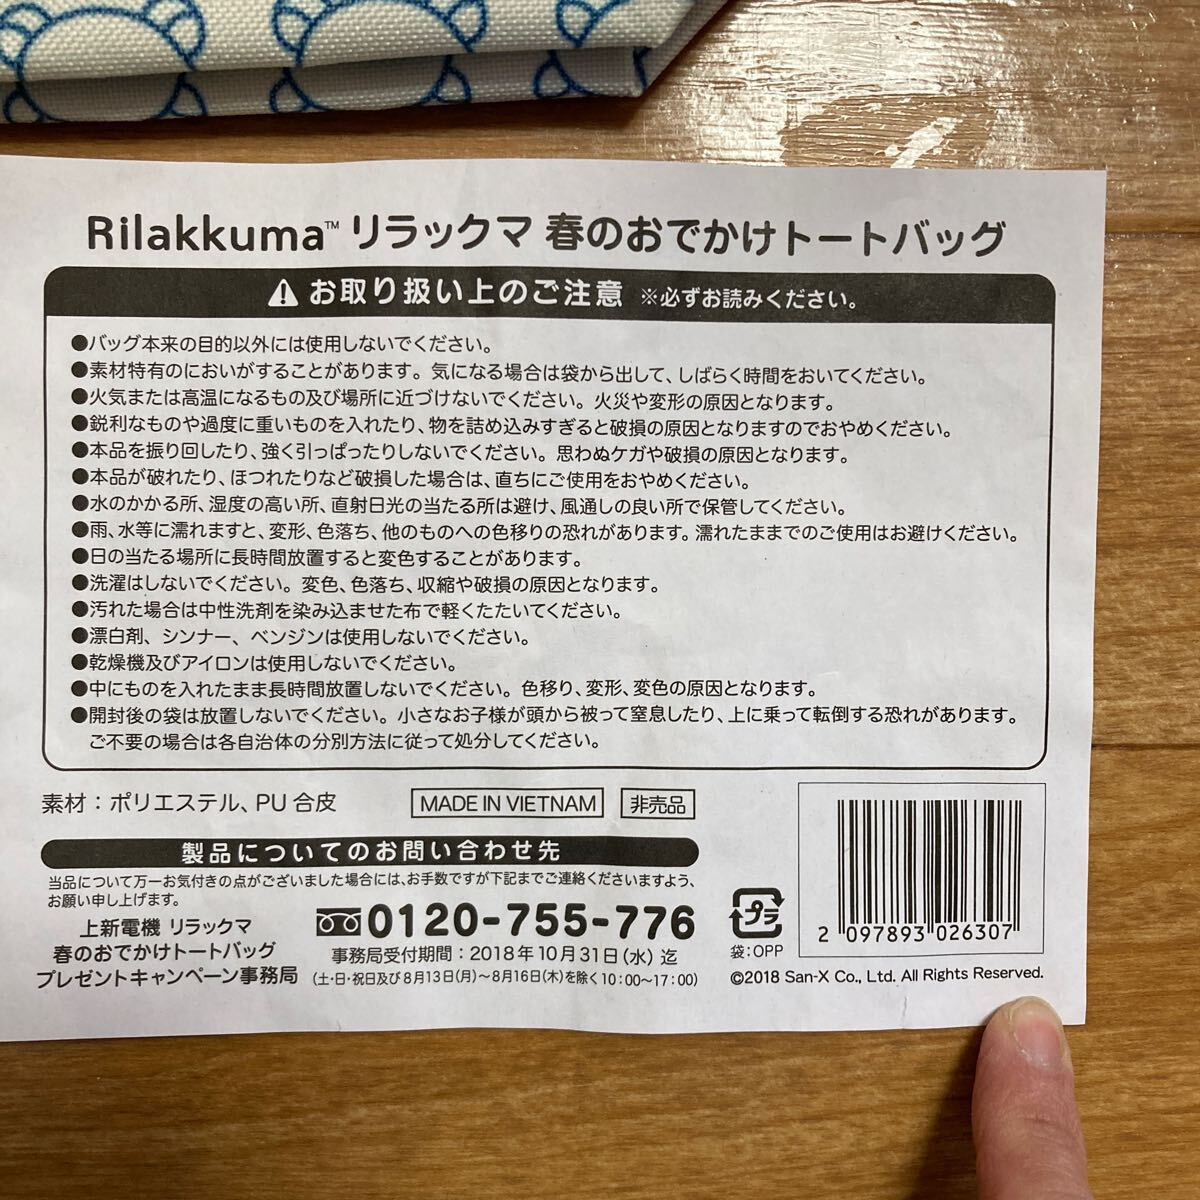 Rilakkuma™ リラックマ 春のおでかけトートバッグ
お取り扱い上のご注意 ※必ずお読みください。
●バッグ本来の目的以外には使用しないでください。
●素材特有のにおいがすることがあります。気になる場合は袋から出して、しばらく時間をおいてください。
●火気または高温になるもの及び場所に近づけないでください。火災や変形の原因となります。
●鋭利なものや過度に重いものを入れたり、物を詰め込みすぎると破損の原因となりますのでおやめください。
●本品を振り回したり、強く引っぱったりしないでください。思わぬケガや破損の原因となります。
●本品が破れたり、ほつれたりなど破損した場合は、直ちにご使用をおやめください。
●水のかかる所、湿度の高い所、直射日光の当たる所は避け、風通しの良い所で保管してください。
●雨、水等に濡れますと、変形、色落ち、他のものへの色移りの恐れがあります。濡れたままでのご使用はお避けください。
●日の当たる場所に長時間放置すると変色することがあります。
●洗濯はしないでください。変色、色落ち、収縮や破損の原因となります。
●汚れた場合は中性洗剤を染み込ませた布で軽くたたいてください。
●漂白剤、シンナー、ベンジンは使用しないでください。
●乾燥機及びアイロンは使用しないでください。
●中にものを入れたまま長時間放置しないでください。色移り、変形、変色の原因となります。
●開封後の袋は放置しないでください。小さなお子様が頭から被って窒息したり、上に乗って転倒する恐れがあります。
ご不要の場合は各自治体の分別方法に従って処分してください。
素材：ポリエステル、PU合皮
MADE IN VIETNAM
非売品
製品についてのお問い合わせ先
当品について万一お気付きの点がございました場合には、お手数ですが下記までご連絡くださいますよう、
お願い申し上げます。
上新電機 リラックマ
春のおでかけトートバッグ
プレゼントキャンペーン事務局
0120-755-776
事務局受付期間：2018年10月31日(水)迄
(土・日・祝日及び8月13日(月)～8月16日(木)を除く10:00～17:00)
プラ
袋：OPP
2 097893 026307
©2018 San-X Co., Ltd. All Rights Reserved.